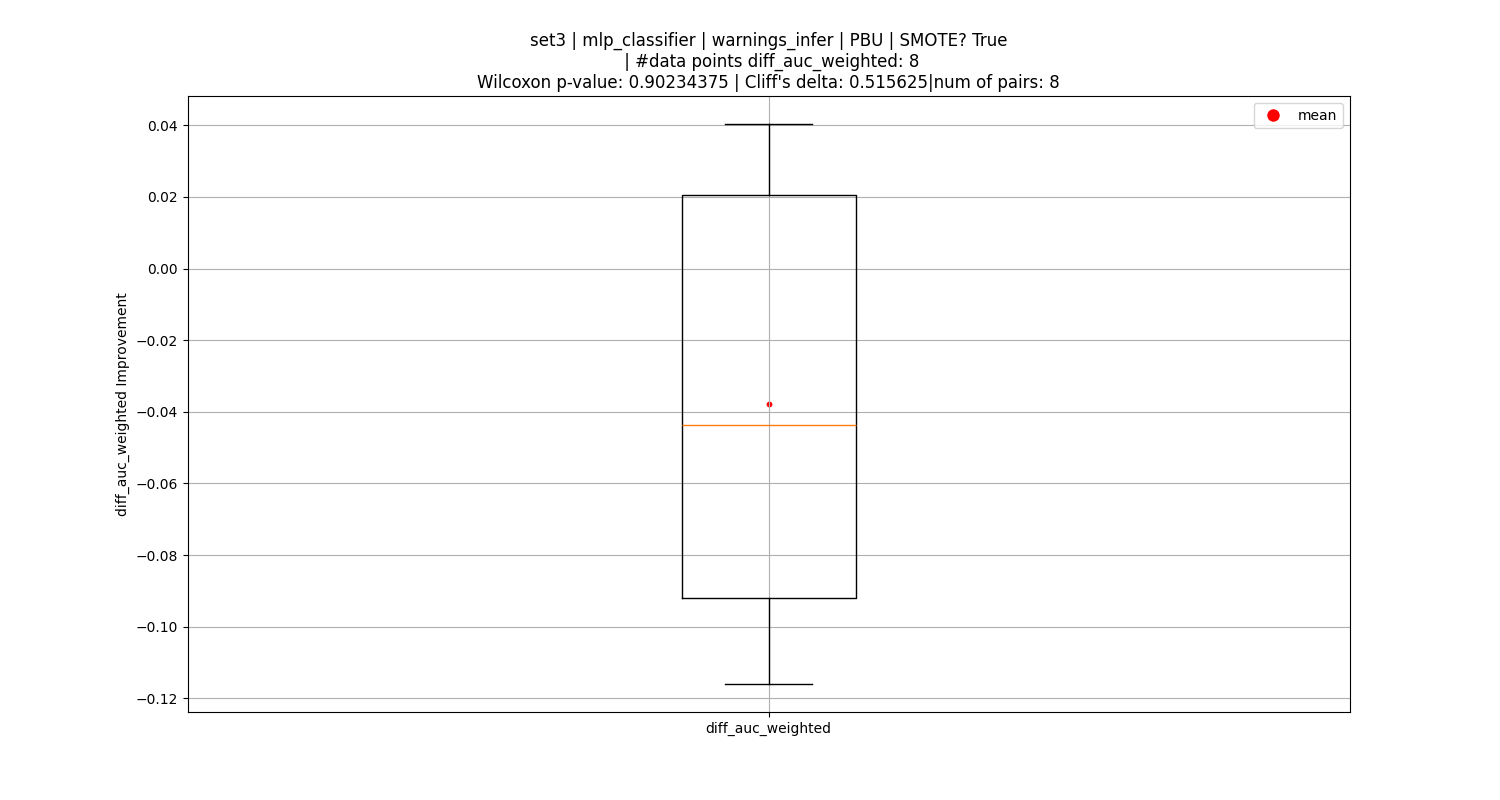 set3 | mlp_classifier | warnings_infer | PBU | SMOTE? True
| #data points diff_auc_weighted: 8
Wilcoxon p-value: 0.90234375 | Cliff's delta: 0.515625|num of pairs: 8
mean
0.04
0.02
0.00
−0.02
−0.04
−0.06
−0.08
−0.10
−0.12
diff_auc_weighted Improvement
diff_auc_weighted